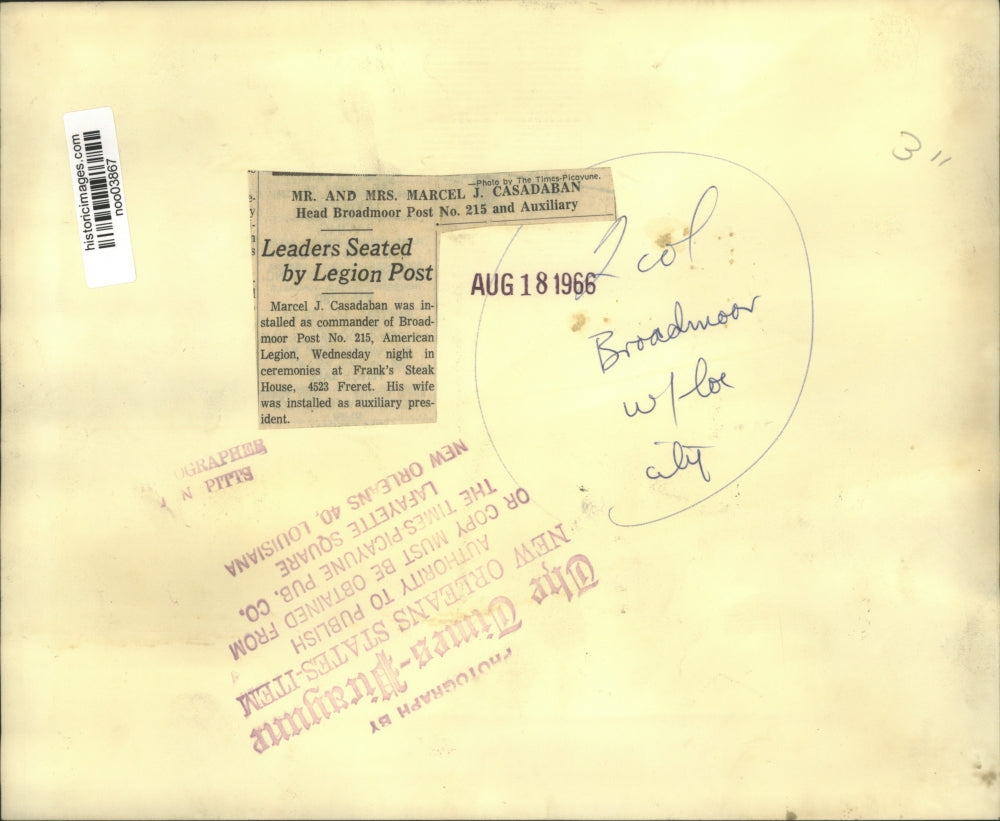 historicimages.com
noo03867
3"
—Photo by The Times-Picayune.
MR. AND MRS. MARCEL J. CASADABAN
Head Broadmoor Post No. 215 and Auxiliary
Leaders Seated
by Legion Post
Marcel J. Casadaban was in-
stalled as commander of Broad-
moor Post No. 215, American
Legion, Wednesday night in
ceremonies at Frank's Steak
House, 4523 Freret. His wife
was installed as auxiliary pres-
ident.
AUG 18 1966
2 col
Broadmoor
w/loc
city
OGRAPHER
N PITTS
PHOTOGRAPH BY
The Times-Picayune
NEW ORLEANS STATES-ITEM
AUTHORITY TO PUBLISH
OR COPY MUST BE OBTAINED FROM
THE TIMES-PICAYUNE PUB. CO.
LAFAYETTE SQUARE
NEW ORLEANS 40, LOUISIANA